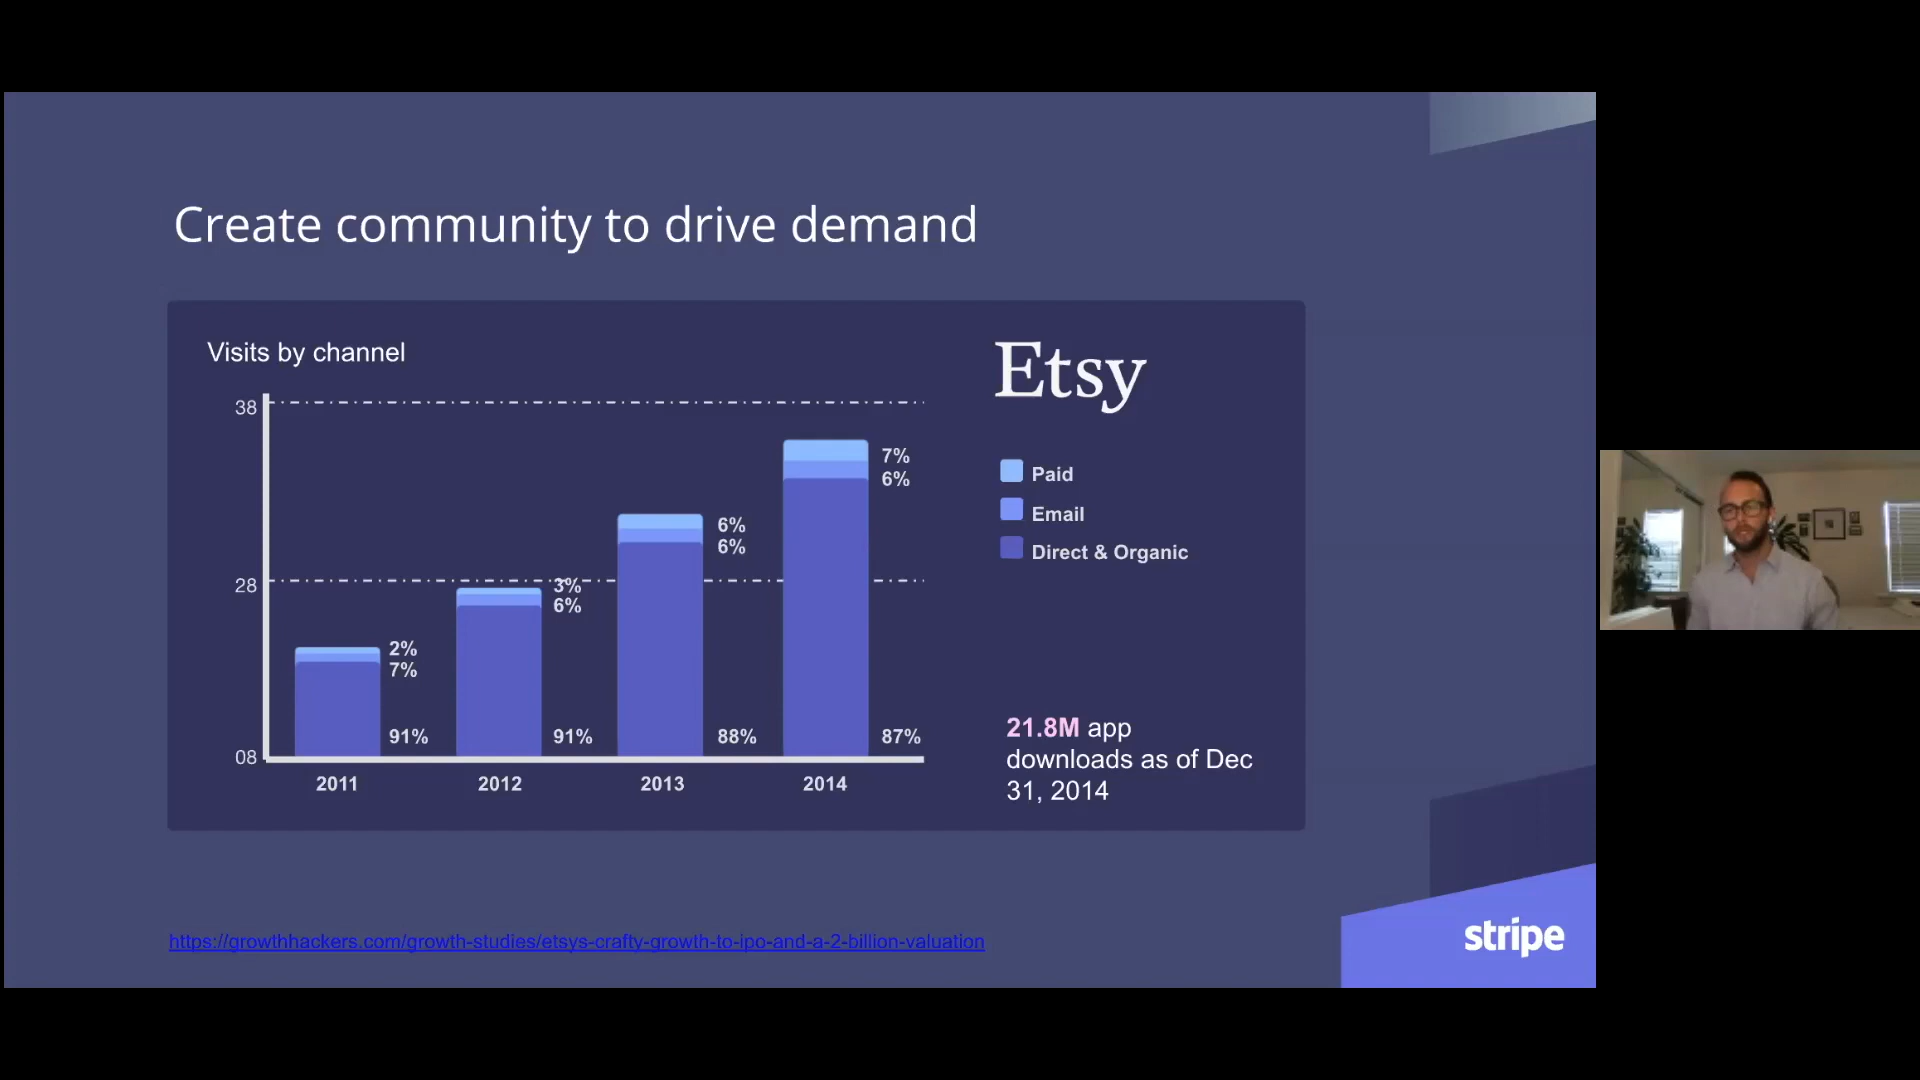 Create community to drive demand
Visits by channel
Etsy
38
28
08
2%
7%
91%
3%
6%
91%
6%
6%
88%
7%
6%
87%
2011
2012
2013
2014
Paid
Email
Direct & Organic
21.8M app
downloads as of Dec
31, 2014
https://growthhackers.com/growth-studies/etsys-crafty-growth-to-ipo-and-a-2-billion-valuation
stripe